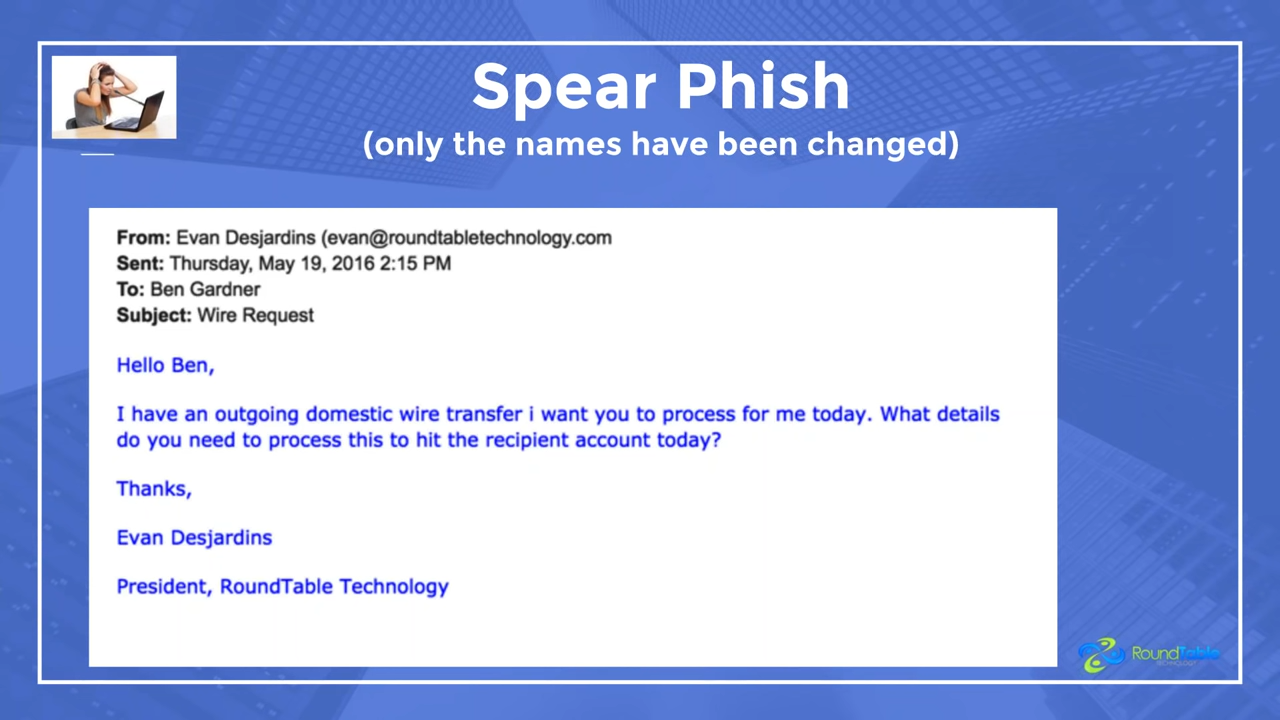 Spear Phish
(only the names have been changed)
From: Evan Desjardins (evan@roundtabletechnology.com
Sent: Thursday, May 19, 2016 2:15 PM
To: Ben Gardner
Subject: Wire Request
Hello Ben,
I have an outgoing domestic wire transfer i want you to process for me today. What details
do you need to process this to hit the recipient account today?
Thanks,
Evan Desjardins
President, RoundTable Technology
RoundTable
TECHNOLOGY